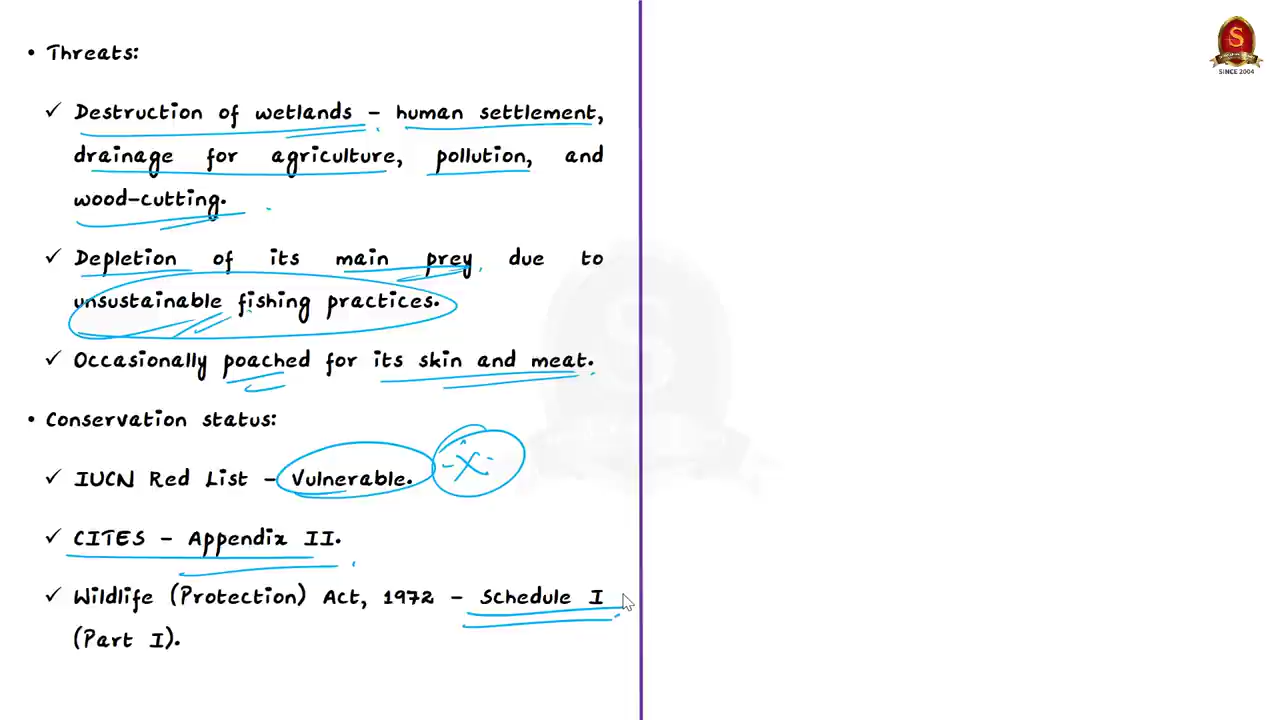 • Threats:
✓ Destruction of wetlands – human settlement,
drainage for agriculture, pollution, and
wood-cutting.
✓ Depletion of its main prey due to
unsustainable fishing practices.
✓ Occasionally poached for its skin and meat.
• Conservation status:
✓ IUCN Red List – Vulnerable.
✓ CITES – Appendix II.
✓ Wildlife (Protection) Act, 1972 – Schedule I
(Part I).
S
SINCE 2004